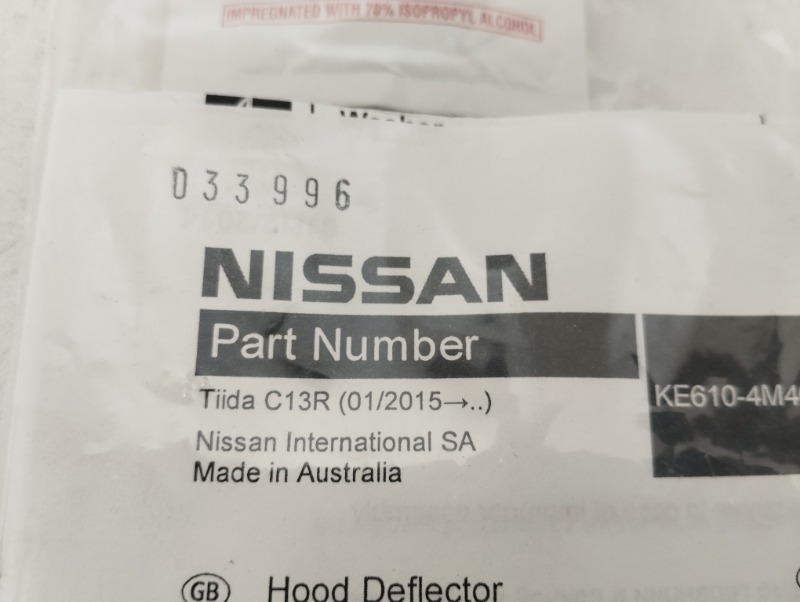 IMPREGNATED WITH 70% ISOPROPYL ALCOHOL
033996
NISSAN
Part Number
Tiida C13R (01/2015→..)
KE610-4M4
Nissan International SA
Made in Australia
GB Hood Deflector